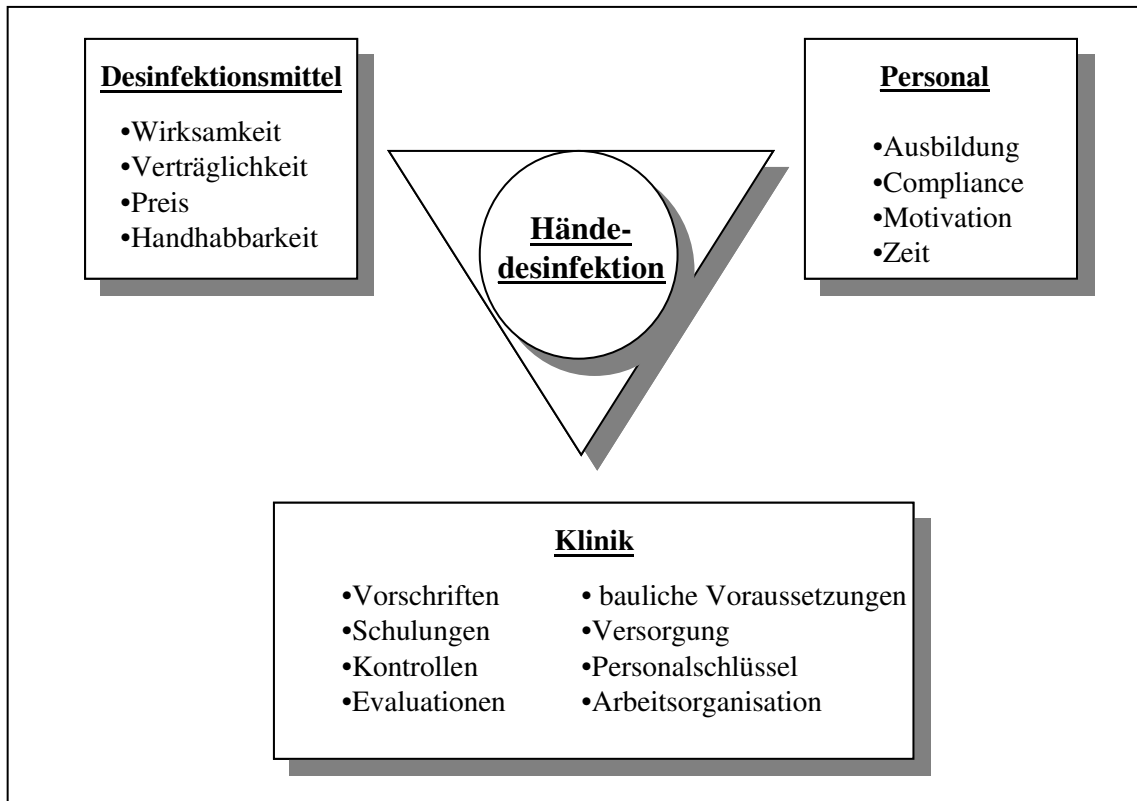 Desinfektionsmittel
•Wirksamkeit
•Verträglichkeit
•Preis
•Handhabbarkeit
Personal
•Ausbildung
•Compliance
•Motivation
•Zeit
Hände-
desinfektion
Klinik
•Vorschriften
•Schulungen
•Kontrollen
•Evaluationen
• bauliche Voraussetzungen
•Versorgung
•Personalschlüssel
•Arbeitsorganisation